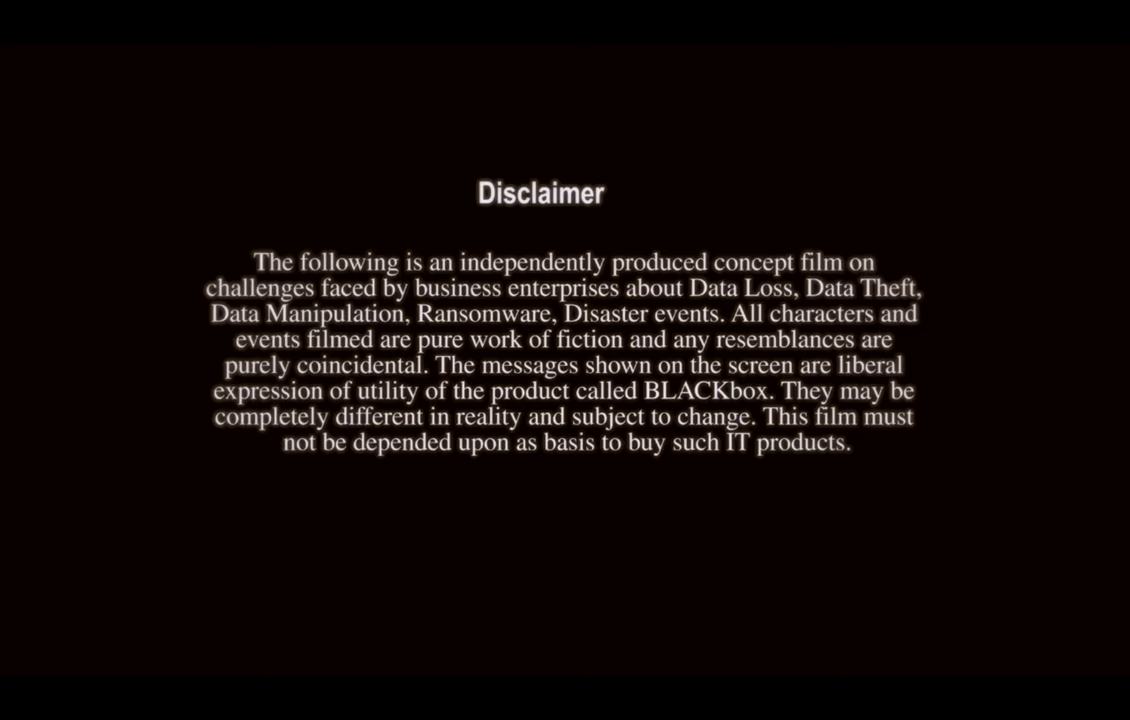 Disclaimer
The following is an independently produced concept film on
challenges faced by business enterprises about Data Loss, Data Theft,
Data Manipulation, Ransomware, Disaster events. All characters and
events filmed are pure work of fiction and any resemblances are
purely coincidental. The messages shown on the screen are liberal
expression of utility of the product called BLACKbox. They may be
completely different in reality and subject to change. This film must
not be depended upon as basis to buy such IT products.